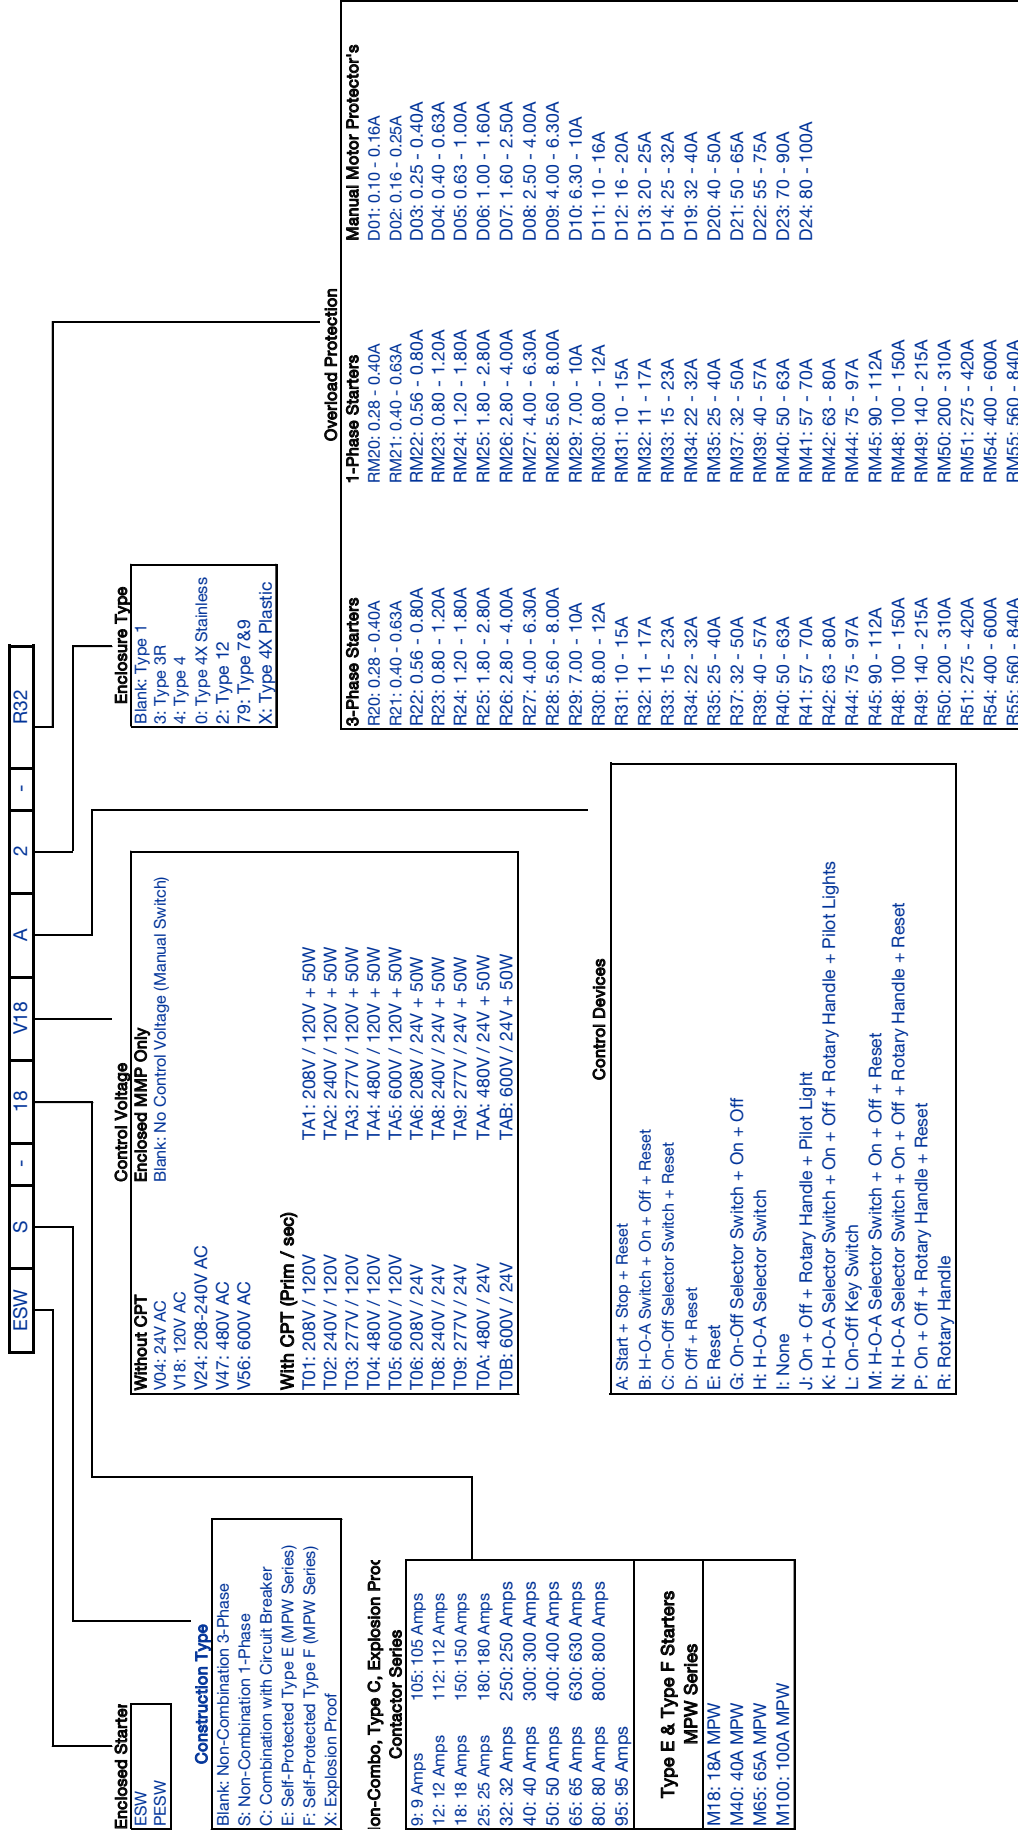 ESW S - 18 V18 A 2 - R32
Enclosed Starter
ESW
PESW
Construction Type
Blank: Non-Combination 3-Phase
S: Non-Combination 1-Phase
C: Combination with Circuit Breaker
E: Self-Protected Type E (MPW Series)
F: Self-Protected Type F (MPW Series)
X: Explosion Proof
on-Combo, Type C, Explosion Proo
Contactor Series
9: 9 Amps 105: 105 Amps
12: 12 Amps 112: 112 Amps
18: 18 Amps 150: 150 Amps
25: 25 Amps 180: 180 Amps
32: 32 Amps 250: 250 Amps
40: 40 Amps 300: 300 Amps
50: 50 Amps 400: 400 Amps
65: 65 Amps 630: 630 Amps
80: 80 Amps 800: 800 Amps
95: 95 Amps
Type E & Type F Starters
MPW Series
M18: 18A MPW
M40: 40A MPW
M65: 65A MPW
M100: 100A MPW
Control Voltage
Without CPT Enclosed MMP Only
V04: 24V AC Blank: No Control Voltage (Manual Switch)
V18: 120V AC
V24: 208-240V AC
V47: 480V AC
V56: 600V AC
With CPT (Prim / sec)
T01: 208V / 120V TA1: 208V / 120V + 50W
T02: 240V / 120V TA2: 240V / 120V + 50W
T03: 277V / 120V TA3: 277V / 120V + 50W
T04: 480V / 120V TA4: 480V / 120V + 50W
T05: 600V / 120V TA5: 600V / 120V + 50W
T06: 208V / 24V TA6: 208V / 24V + 50W
T08: 240V / 24V TA8: 240V / 24V + 50W
T09: 277V / 24V TA9: 277V / 24V + 50W
T0A: 480V / 24V TAA: 480V / 24V + 50W
T0B: 600V / 24V TAB: 600V / 24V + 50W
Control Devices
A: Start + Stop + Reset
B: H-O-A Switch + On + Off + Reset
C: On-Off Selector Switch + Reset
D: Off + Reset
E: Reset
G: On-Off Selector Switch + On + Off
H: H-O-A Selector Switch
I: None
J: On + Off + Rotary Handle + Pilot Light
K: H-O-A Selector Switch + On + Off + Rotary Handle + Pilot Lights
L: On-Off Key Switch
M: H-O-A Selector Switch + On + Off + Reset
N: H-O-A Selector Switch + On + Off + Rotary Handle + Reset
P: On + Off + Rotary Handle + Reset
R: Rotary Handle
Enclosure Type
Blank: Type 1
3: Type 3R
4: Type 4
0: Type 4X Stainless
2: Type 12
79: Type 7&9
X: Type 4X Plastic
Overload Protection
3-Phase Starters 1-Phase Starters Manual Motor Protector's
R20: 0.28 - 0.40A RM20: 0.28 - 0.40A D01: 0.10 - 0.16A
R21: 0.40 - 0.63A RM21: 0.40 - 0.63A D02: 0.16 - 0.25A
R22: 0.56 - 0.80A RM22: 0.56 - 0.80A D03: 0.25 - 0.40A
R23: 0.80 - 1.20A RM23: 0.80 - 1.20A D04: 0.40 - 0.63A
R24: 1.20 - 1.80A RM24: 1.20 - 1.80A D05: 0.63 - 1.00A
R25: 1.80 - 2.80A RM25: 1.80 - 2.80A D06: 1.00 - 1.60A
R26: 2.80 - 4.00A RM26: 2.80 - 4.00A D07: 1.60 - 2.50A
R27: 4.00 - 6.30A RM27: 4.00 - 6.30A D08: 2.50 - 4.00A
R28: 5.60 - 8.00A RM28: 5.60 - 8.00A D09: 4.00 - 6.30A
R29: 7.00 - 10A RM29: 7.00 - 10A D10: 6.30 - 10A
R30: 8.00 - 12A RM30: 8.00 - 12A D11: 10 - 16A
R31: 10 - 15A RM31: 10 - 15A D12: 16 - 20A
R32: 11 - 17A RM32: 11 - 17A D13: 20 - 25A
R33: 15 - 23A RM33: 15 - 23A D14: 25 - 32A
R34: 22 - 32A RM34: 22 - 32A D19: 32 - 40A
R35: 25 - 40A RM35: 25 - 40A D20: 40 - 50A
R37: 32 - 50A RM37: 32 - 50A D21: 50 - 65A
R39: 40 - 57A RM39: 40 - 57A D22: 55 - 75A
R40: 50 - 63A RM40: 50 - 63A D23: 70 - 90A
R41: 57 - 70A RM41: 57 - 70A D24: 80 - 100A
R42: 63 - 80A RM42: 63 - 80A
R44: 75 - 97A RM44: 75 - 97A
R45: 90 - 112A RM45: 90 - 112A
R48: 100 - 150A RM48: 100 - 150A
R49: 140 - 215A RM49: 140 - 215A
R50: 200 - 310A RM50: 200 - 310A
R51: 275 - 420A RM51: 275 - 420A
R54: 400 - 600A RM54: 400 - 600A
R55: 560 - 840A RM55: 560 - 840A